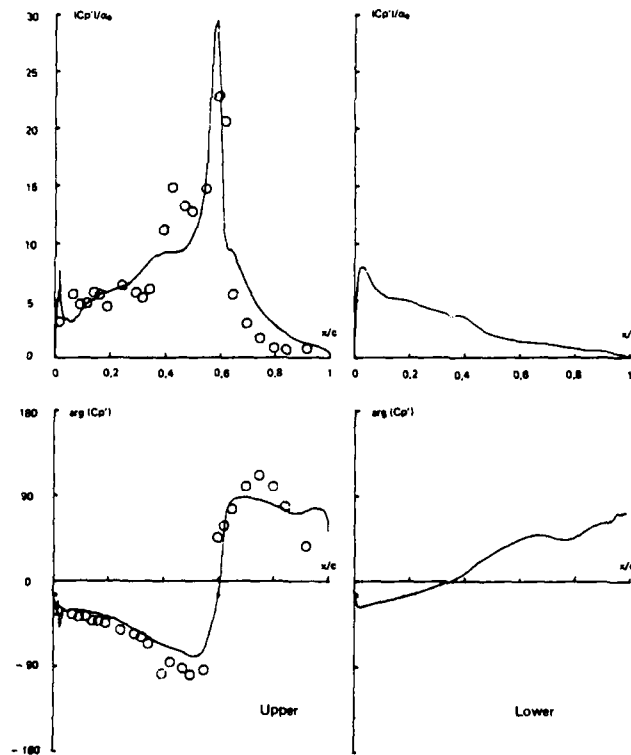 |Cp'|/α₀
|Cp'|/α₀
30
25
20
15
10
5
0
x/c
x/c
0,2 0,4 0,6 0,8 1
0 0,2 0,4 0,6 0,8 1
180
arg (Cp')
arg (Cp')
90
x/c
x/c
0
- 90
Upper
Lower
- 180